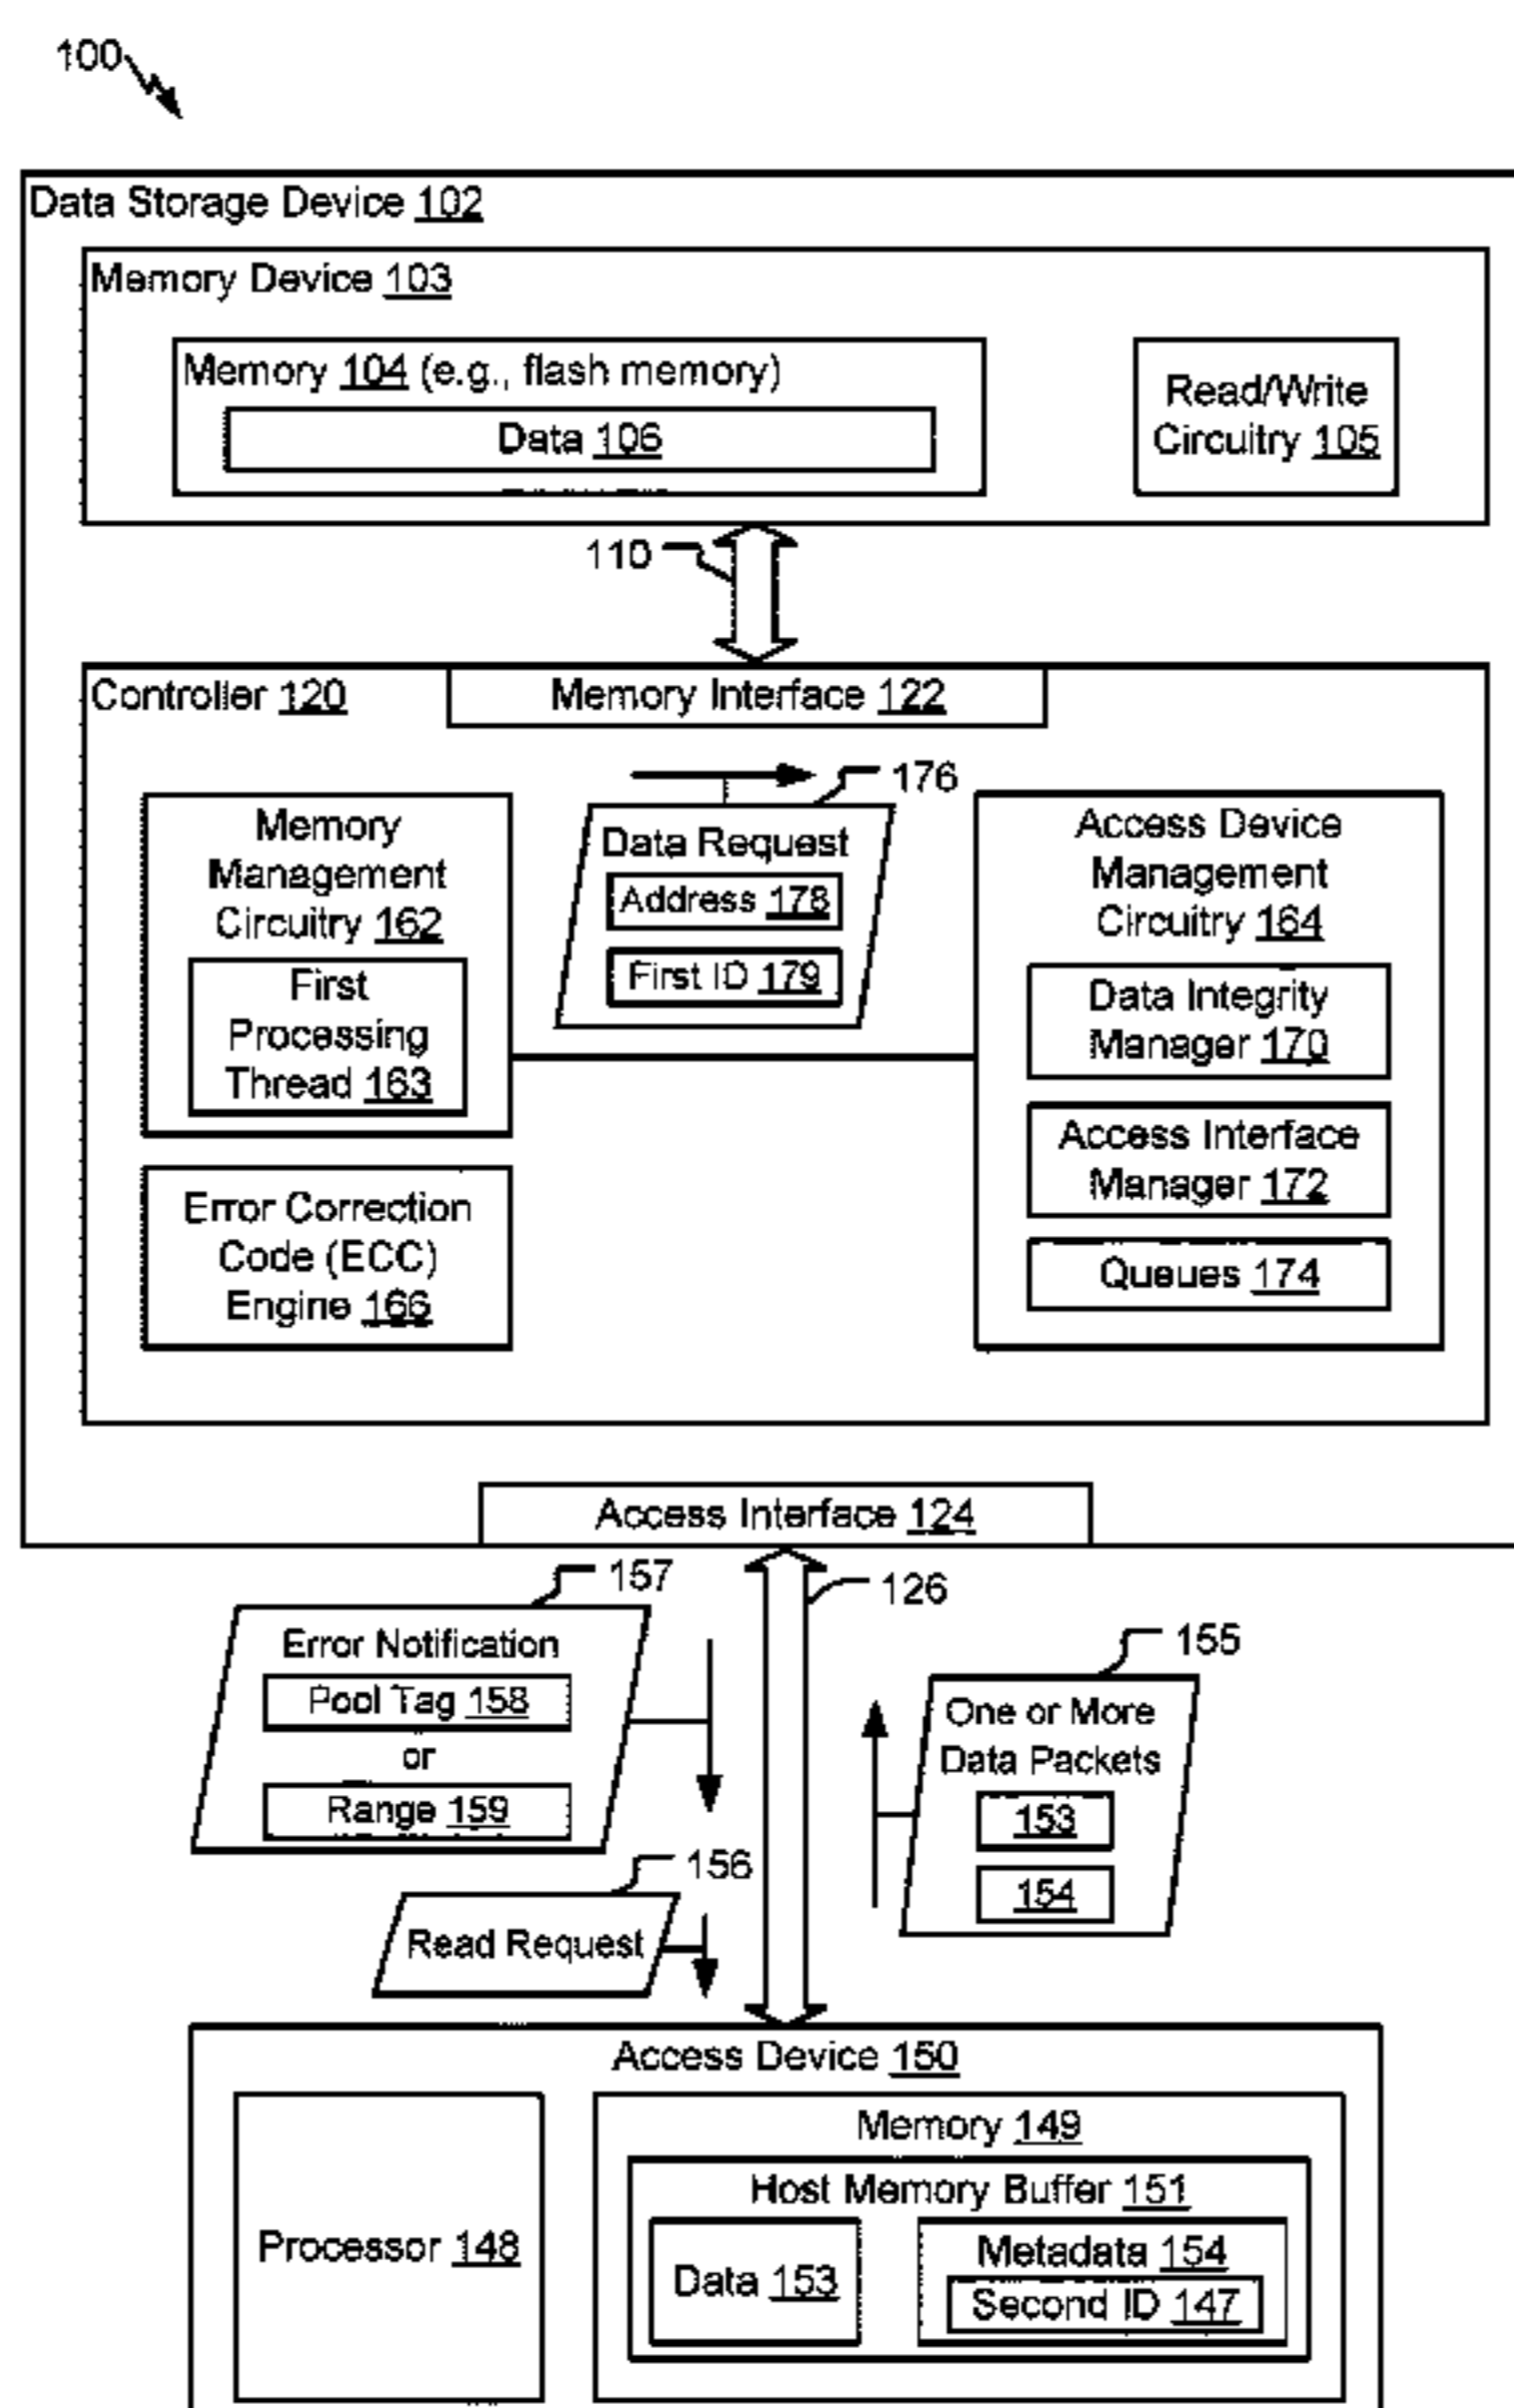 100
Data Storage Device 102
Memory Device 103
Memory 104 (e.g., flash memory)
Data 106
Read/Write
Circuitry 105
110
Controller 120
Memory Interface 122
176
Memory
Management
Circuitry 162
First
Processing
Thread 163
Data Request
Address 178
First ID 179
Access Device
Management
Circuitry 164
Data Integrity
Manager 170
Access Interface
Manager 172
Queues 174
Error Correction
Code (ECC)
Engine 166
Access Interface 124
157
126
Error Notification
Pool Tag 158
or
Range 159
155
One or More
Data Packets
153
154
156
Read Request
Access Device 150
Processor 148
Memory 149
Host Memory Buffer 151
Data 153
Metadata 154
Second ID 147